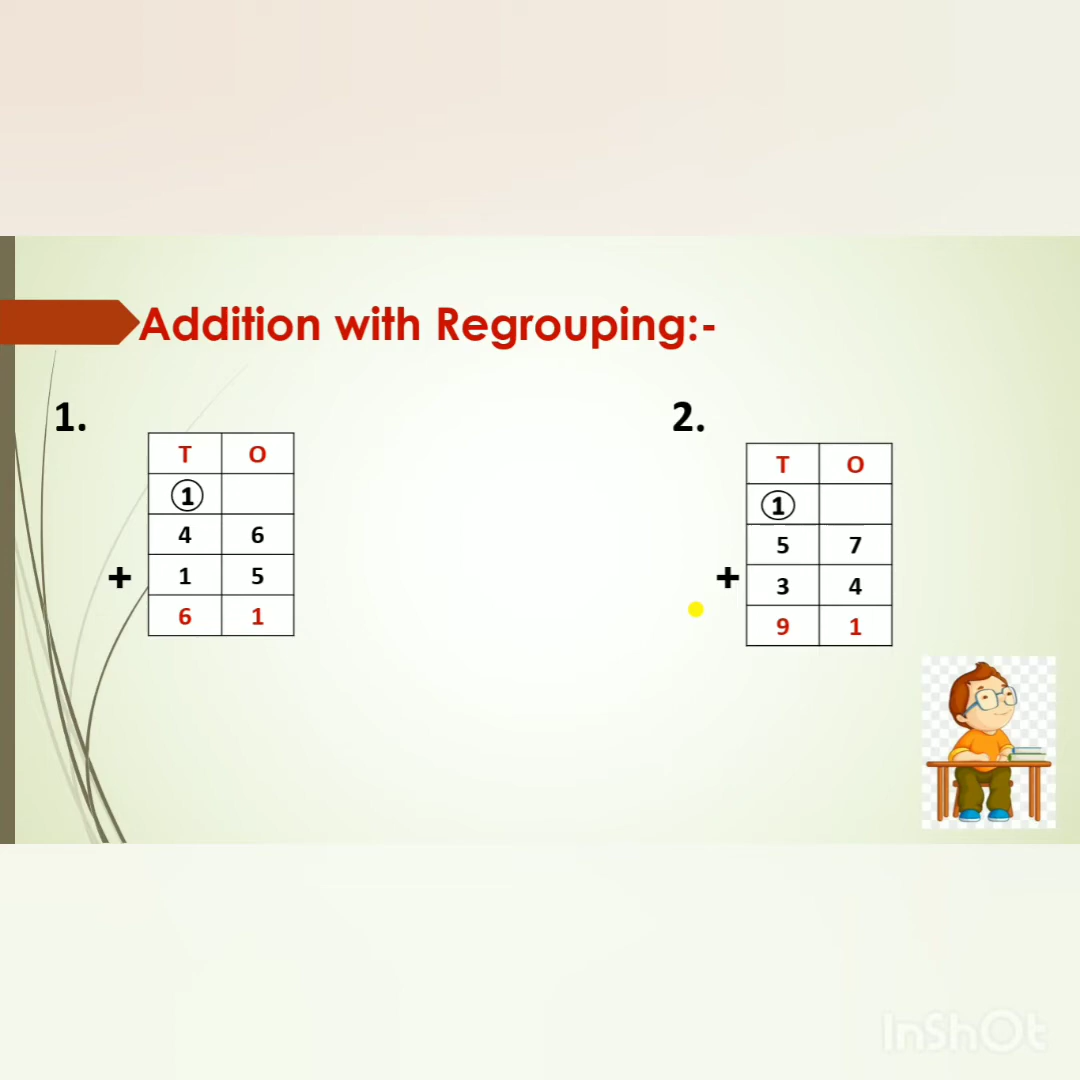 Addition with Regrouping:-
1.
T O
1
4 6
+ 1 5
6 1
2.
T O
1
5 7
+ 3 4
9 1
InShOt